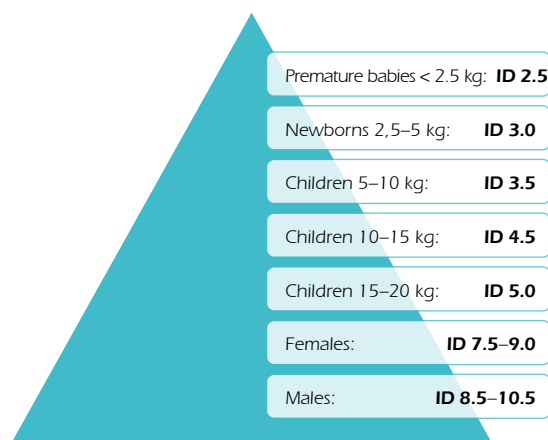 Premature babies < 2.5 kg: ID 2.5
Newborns 2,5–5 kg: ID 3.0
Children 5–10 kg: ID 3.5
Children 10–15 kg: ID 4.5
Children 15–20 kg: ID 5.0
Females: ID 7.5–9.0
Males: ID 8.5–10.5